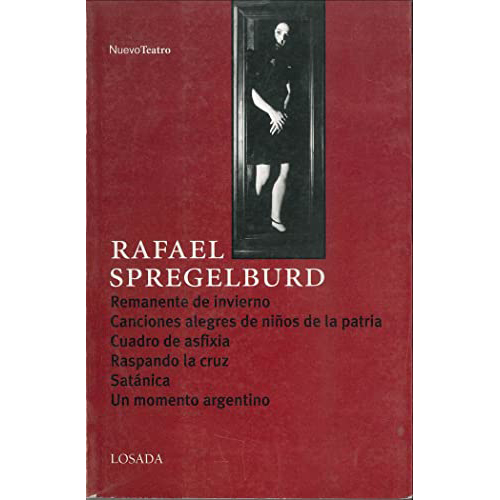 NuevoTeatro
RAFAEL
SPREGELBURD
Remanente de invierno
Canciones alegres de niños de la patria
Cuadro de asfixia
Raspando la cruz
Satánica
Un momento argentino
LOSADA